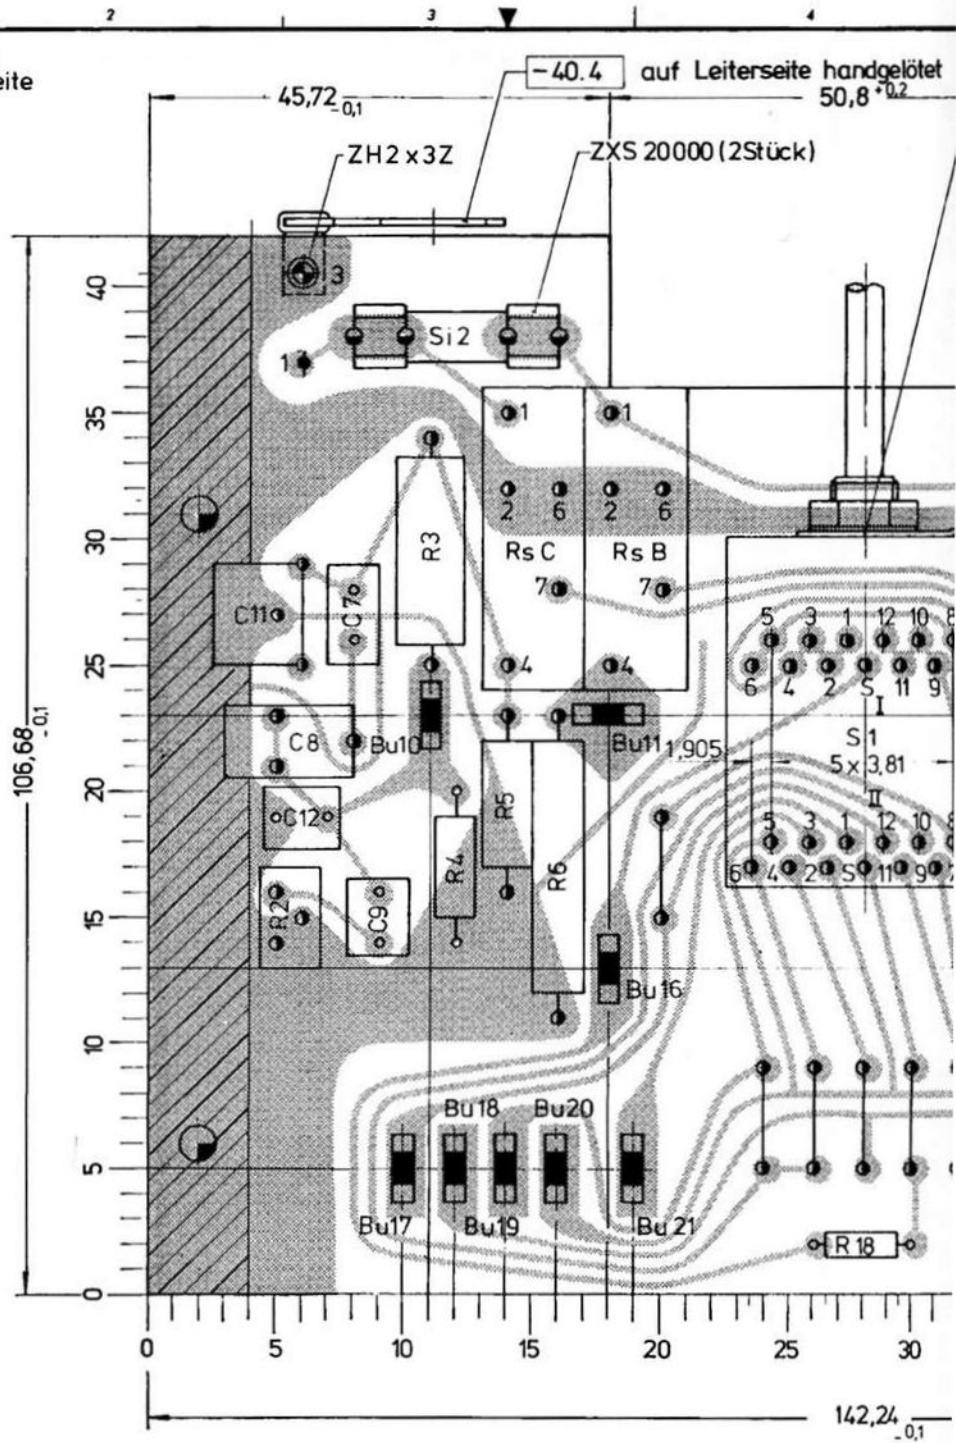 2 3 4
eite
-40.4 auf Leiterseite handgelötet
45,72 -0,1 50,8 +0,2
ZH2x3Z
ZXS 20000 (2Stück)
3
40
Si2
1
35
1 1
2 6 2 6
R3
30
RsC RsB
7 7
C11
C7
5 3 1 12 10 8
25
4 4
6 4 2 S 11 9
I
106,68 -0,1
C8
Bu10
Bu11
1,905
S1
5 x 3,81
II
20
C12
R5
5 3 1 12 10 8
R4
R6
6 4 2 S 11 9 7
R2
C9
15
Bu16
10
Bu18 Bu20
5
Bu17 Bu19 Bu21
R18
0
0 5 10 15 20 25 30
142,24 -0,1